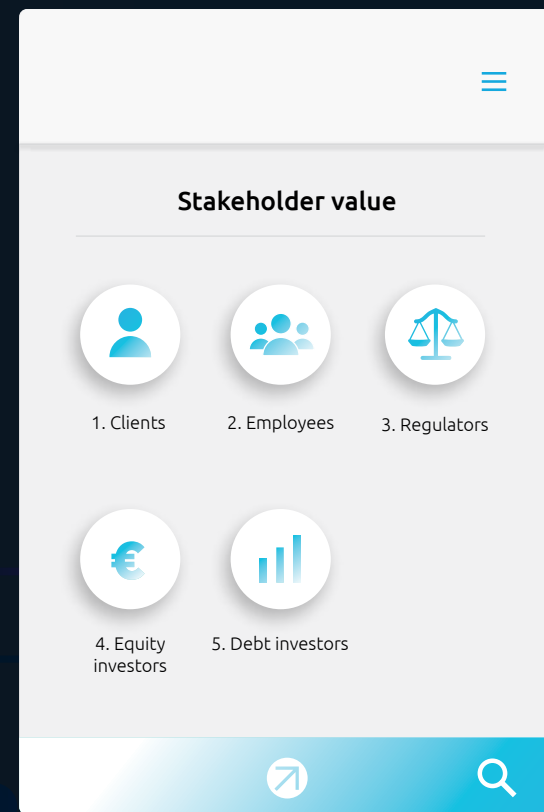 Stakeholder value
1. Clients
2. Employees
3. Regulators
4. Equity
investors
5. Debt investors